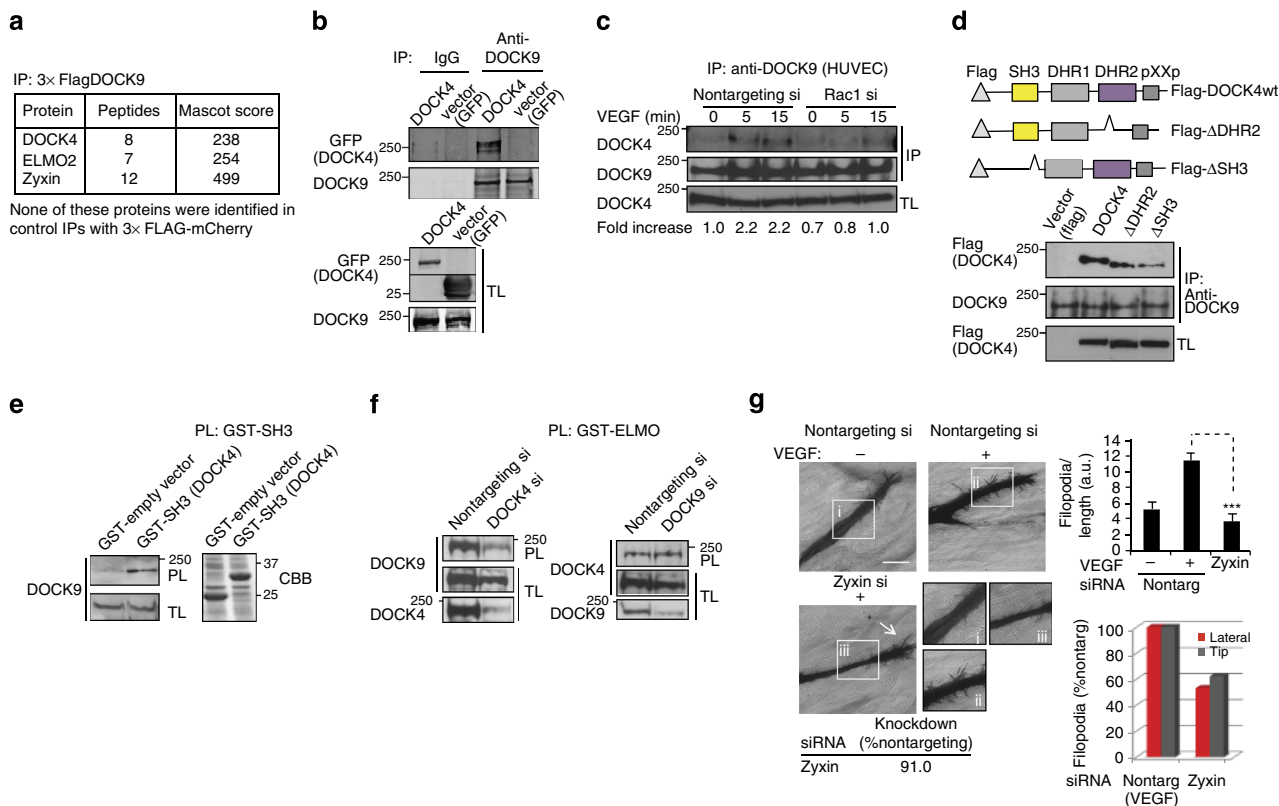 a
IP: 3× FlagDOCK9
Protein Peptides Mascot score
DOCK4 8 238
ELMO2 7 254
Zyxin 12 499
None of these proteins were identified in
control IPs with 3× FLAG-mCherry
b
IP: IgG Anti-
DOCK9
DOCK4
vector
(GFP)
DOCK4
vector
(GFP)
GFP
(DOCK4)
250
DOCK9
250
DOCK4
vector
(GFP)
GFP
(DOCK4)
250
25
TL
DOCK9
250
c
IP: anti-DOCK9 (HUVEC)
Nontargeting si Rac1 si
VEGF (min) 0 5 15 0 5 15
250
DOCK4
250
DOCK9
IP
250
DOCK4
TL
Fold increase 1.0 2.2 2.2 0.7 0.8 1.0
d
Flag SH3 DHR1 DHR2 pXXp
Flag-DOCK4wt
Flag-ΔDHR2
Flag-ΔSH3
Vector
(flag)
DOCK4
ΔDHR2
ΔSH3
Flag
(DOCK4)
250
DOCK9
250
IP:
Anti-
DOCK9
Flag
(DOCK4)
250
TL
e
PL: GST-SH3
GST-empty vector
GST-SH3 (DOCK4)
GST-empty vector
GST-SH3 (DOCK4)
DOCK9
250
PL
TL
37
25
CBB
f
PL: GST-ELMO
Nontargeting si
DOCK4 si
DOCK9
250
PL
TL
250
DOCK4
Nontargeting si
DOCK9 si
DOCK4
250
PL
TL
250
DOCK9
g
Nontargeting si Nontargeting si
VEGF: – +
i
ii
Zyxin si
+
iii
i
iii
ii
Knockdown
siRNA (%nontargeting)
Zyxin 91.0
Filopodia/
length (a.u.)
14
12
10
8
6
4
2
0
***
VEGF – + Zyxin
siRNA Nontarg
Filopodia (%nontarg)
100
80
60
40
20
0
Lateral
Tip
siRNA Nontarg Zyxin
(VEGF)